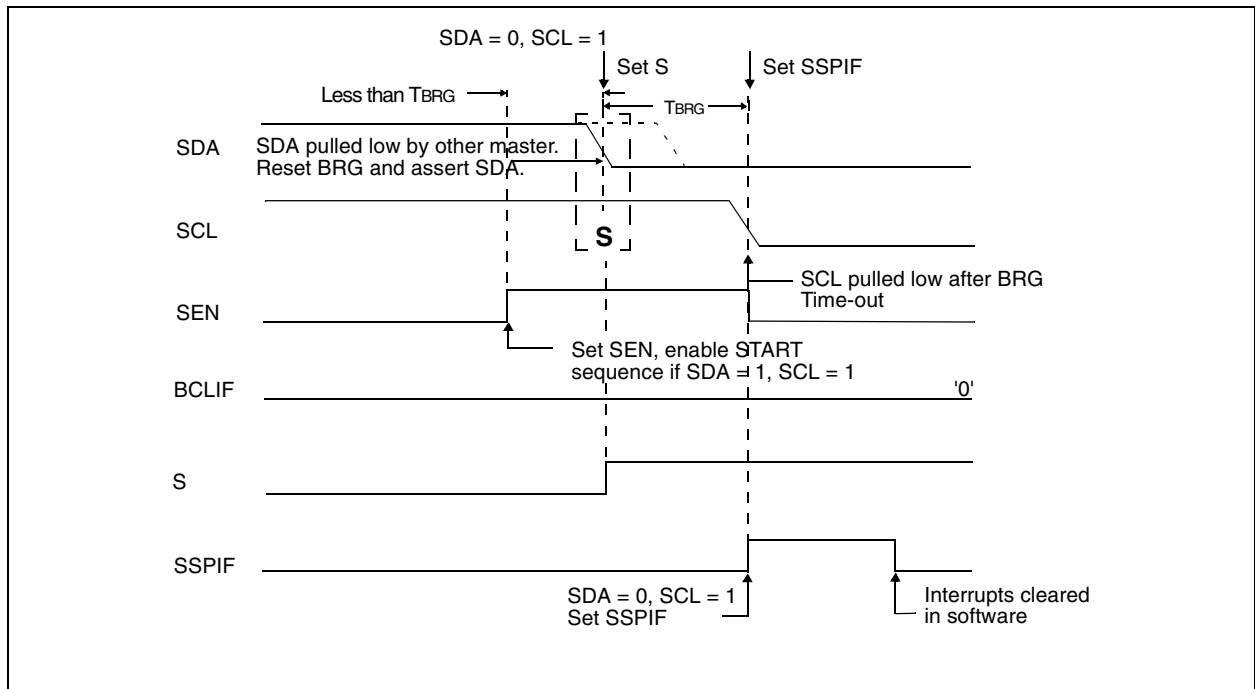 SDA = 0, SCL = 1
Set S
Set SSPIF
Less than TBRG
TBRG
SDA
SDA pulled low by other master.
Reset BRG and assert SDA.
SCL
S
SCL pulled low after BRG
Time-out
SEN
Set SEN, enable START
sequence if SDA = 1, SCL = 1
BCLIF
'0'
S
SSPIF
SDA = 0, SCL = 1
Set SSPIF
Interrupts cleared
in software